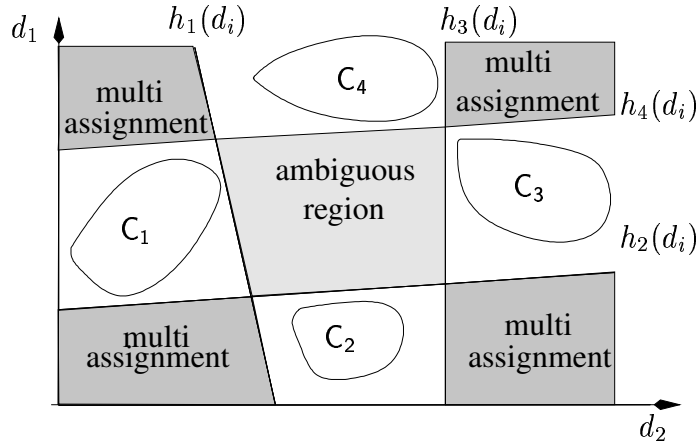 d₁
h₁(dᵢ)
h₃(dᵢ)
C₄
multi
assignment
multi
assignment
h₄(dᵢ)
ambiguous
region
C₁
C₃
h₂(dᵢ)
multi
assignment
C₂
multi
assignment
d₂